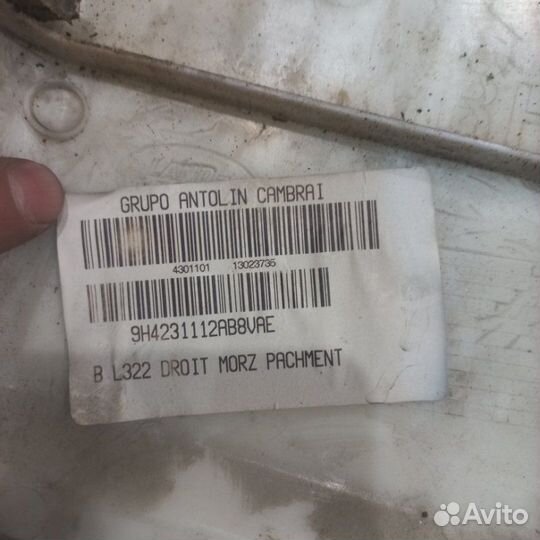 GRUPO ANTOLIN CAMBRAI
4301101 13023735
9H4231112AB8VAE
B L322 DROIT MORZ PACHMENT
Avito